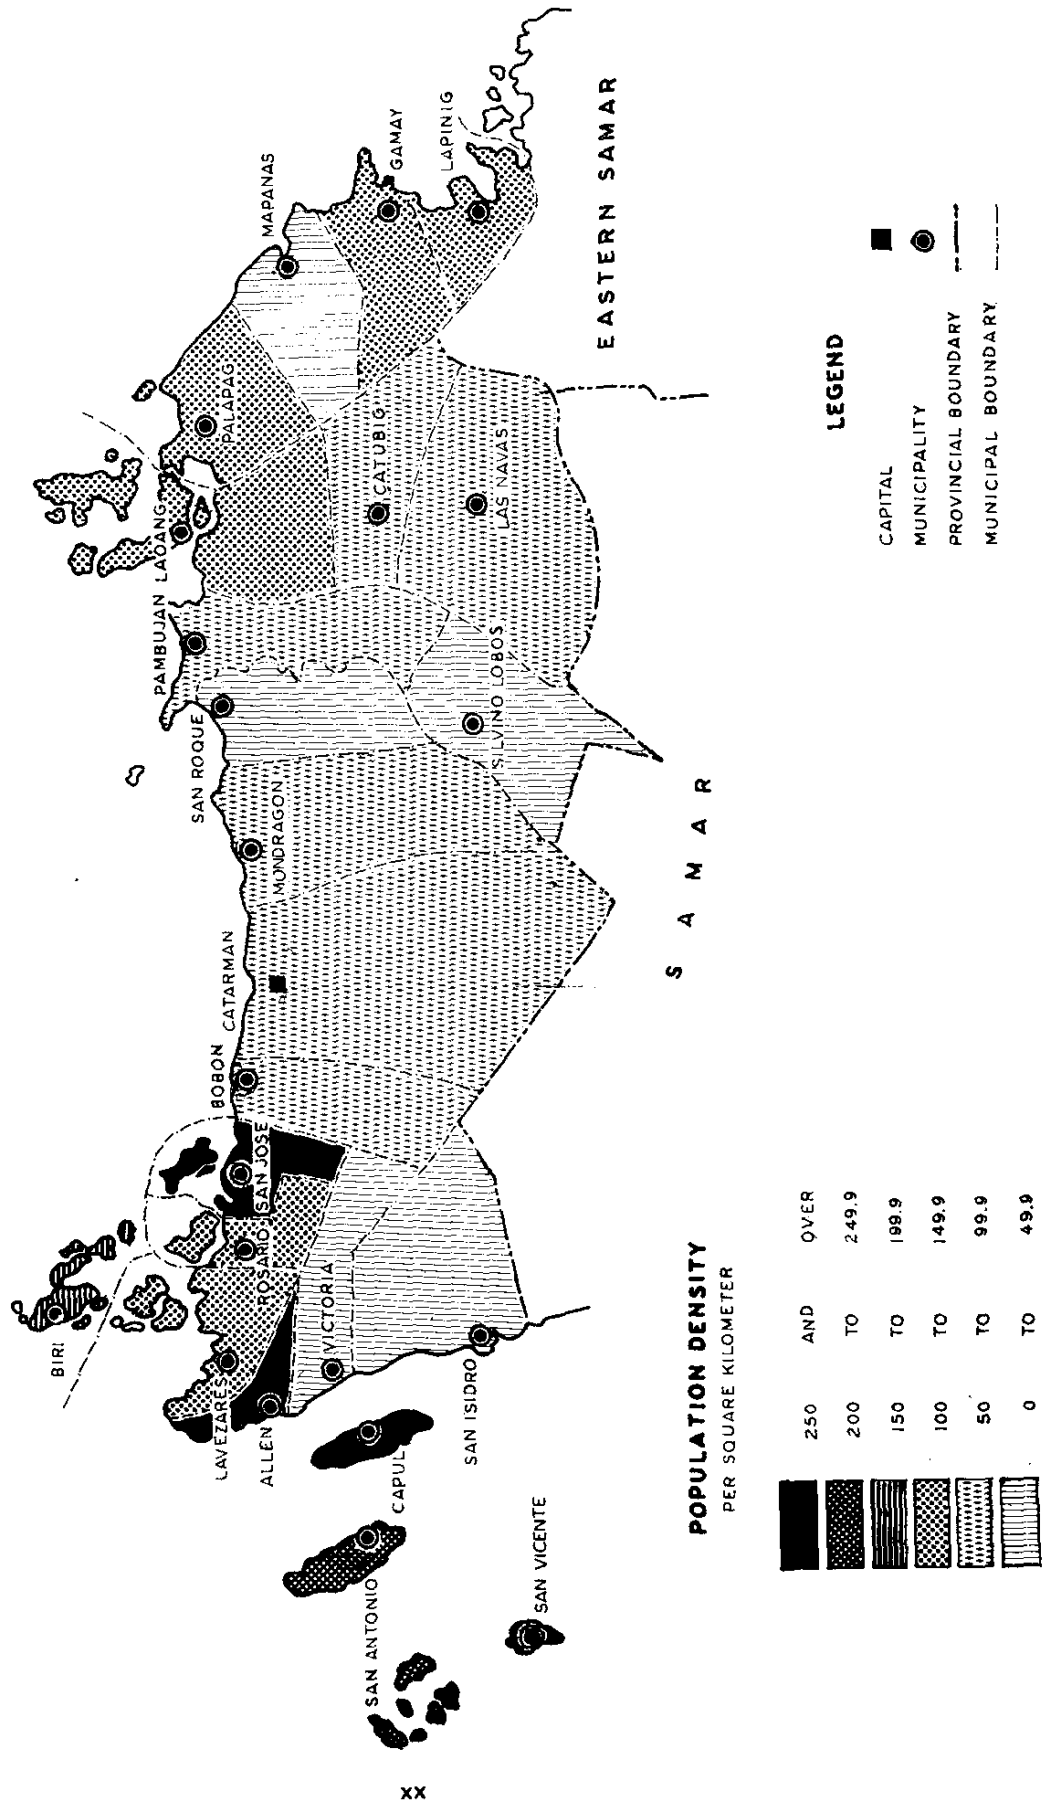 BIRI
LAVEZARES
ALLEN
ROSARIO
SAN JOSE
VICTORIA
SAN ISIDRO
CAPUL
SAN ANTONIO
SAN VICENTE
BOBON
CATARMAN
MONDRAGON
SAN ROQUE
PAMBUJAN
LAOANG
PALAPAG
MAPANAS
GAMAY
LAPINIG
CATUBIG
LAS NAVAS
SILVINO LOBOS
SAMAR
EASTERN SAMAR
POPULATION DENSITY
PER SQUARE KILOMETER
250 AND OVER
200 TO 249.9
150 TO 199.9
100 TO 149.9
50 TO 99.9
0 TO 49.9
LEGEND
CAPITAL
MUNICIPALITY
PROVINCIAL BOUNDARY
MUNICIPAL BOUNDARY
xx